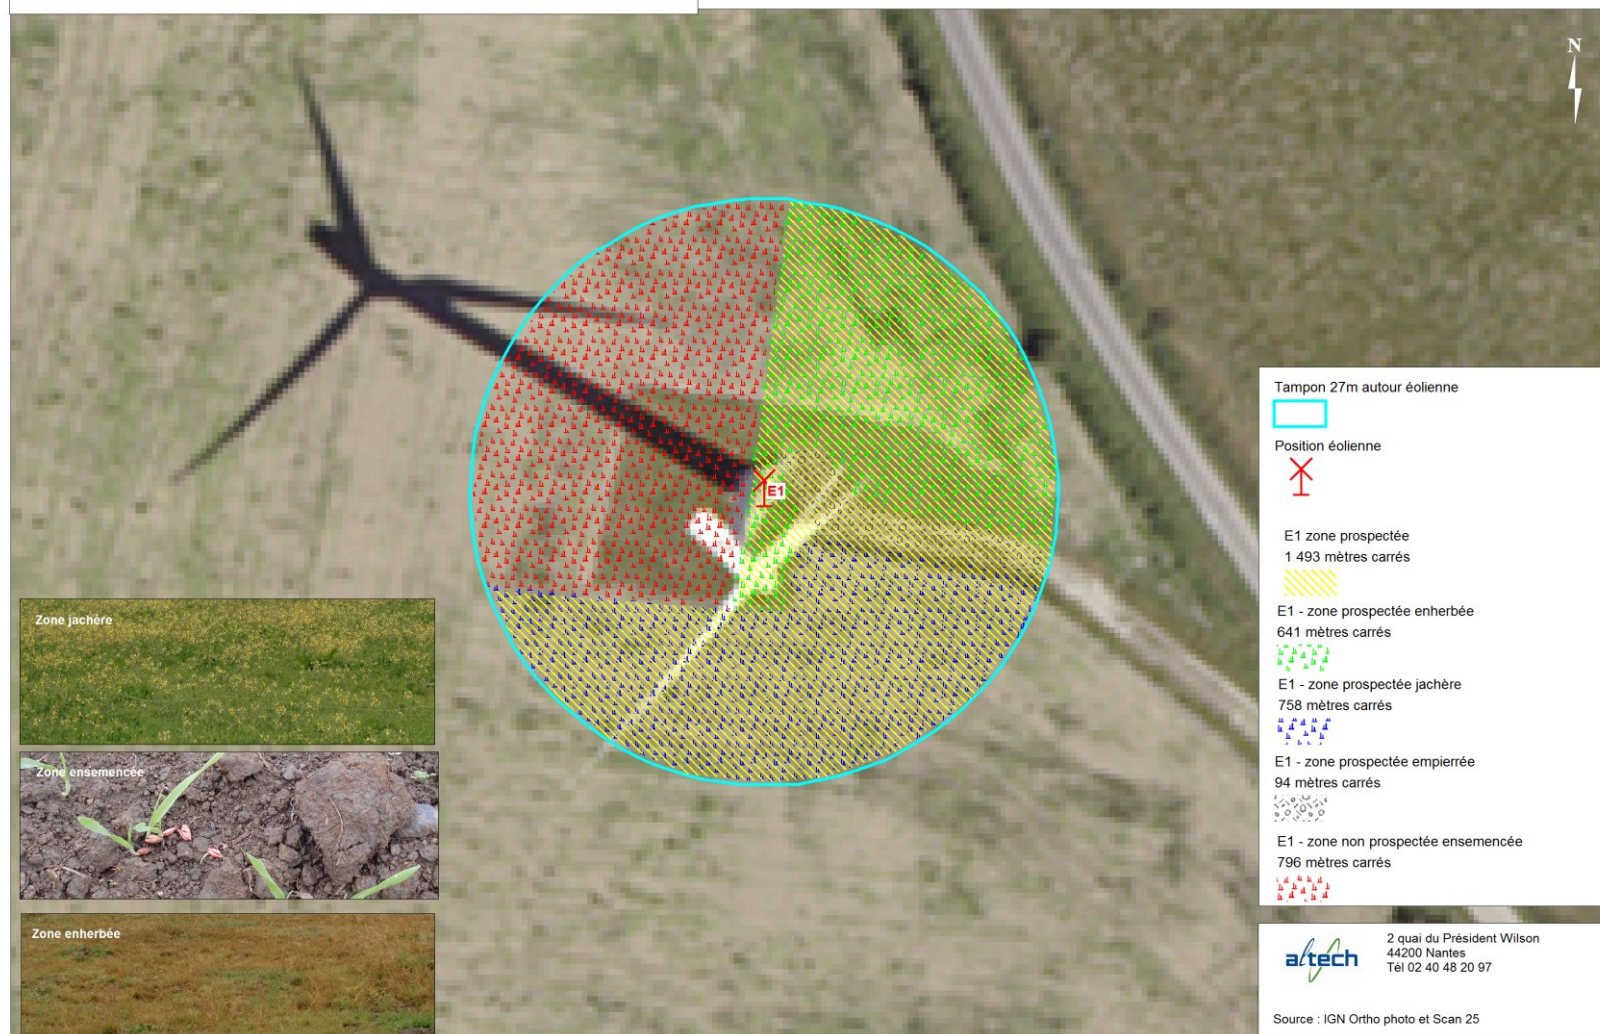 N
E1
Tampon 27m autour éolienne
Position éolienne
E1 zone prospectée
1 493 mètres carrés
E1 - zone prospectée enherbée
641 mètres carrés
E1 - zone prospectée jachère
758 mètres carrés
E1 - zone prospectée empierrée
94 mètres carrés
E1 - zone non prospectée ensemencée
796 mètres carrés
Zone jachère
Zone ensemencée
Zone enherbée
altech
2 quai du Président Wilson
44200 Nantes
Tél 02 40 48 20 97
Source : IGN Ortho photo et Scan 25